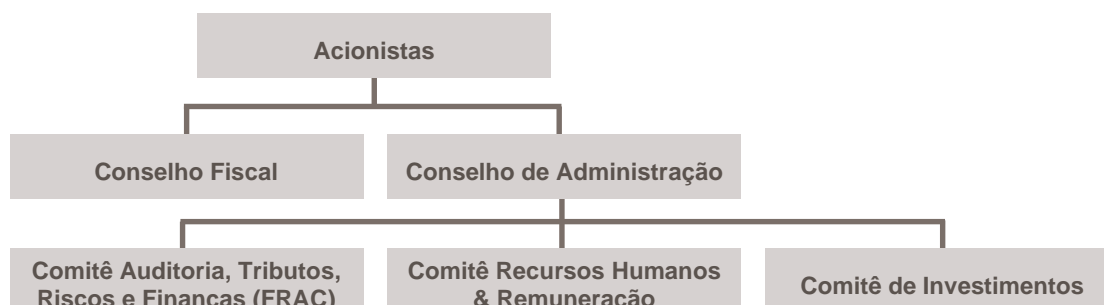 Acionistas
Conselho Fiscal
Conselho de Administração
Comitê Auditoria, Tributos,
Riscos e Finanças (FRAC)
Comitê Recursos Humanos
& Remuneração
Comitê de Investimentos